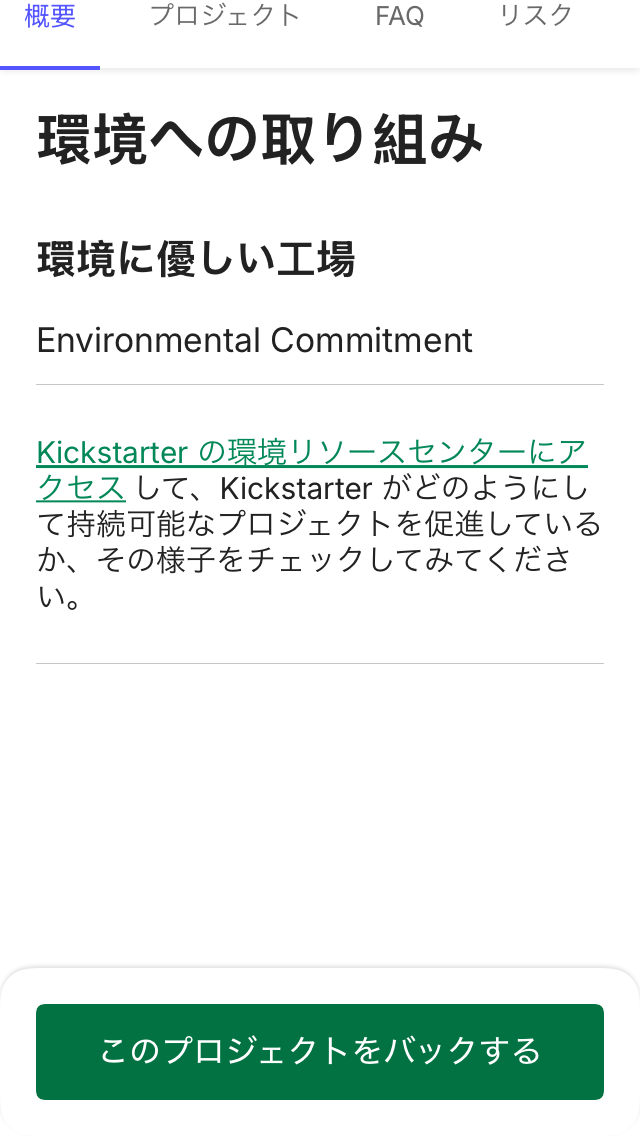 概要 プロジェクト FAQ リスク
環境への取り組み
環境に優しい工場
Environmental Commitment
Kickstarter の環境リソースセンターにア
クセス して、Kickstarter がどのようにし
て持続可能なプロジェクトを促進している
か、その様子をチェックしてみてくださ
い。
このプロジェクトをバックする